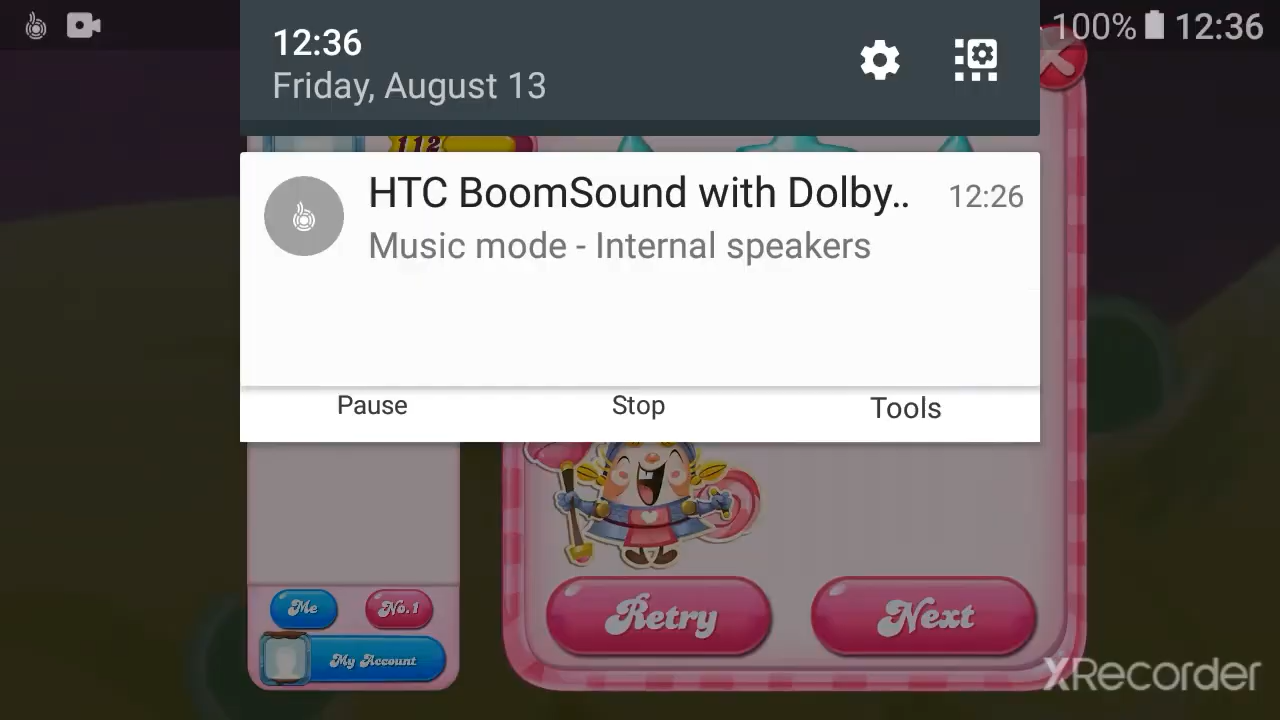 100% 12:36
12:36
Friday, August 13
112
HTC BoomSound with Dolby..
12:26
Music mode - Internal speakers
Pause
Stop
Tools
Me
No.1
My Account
Retry
Next
XRecorder